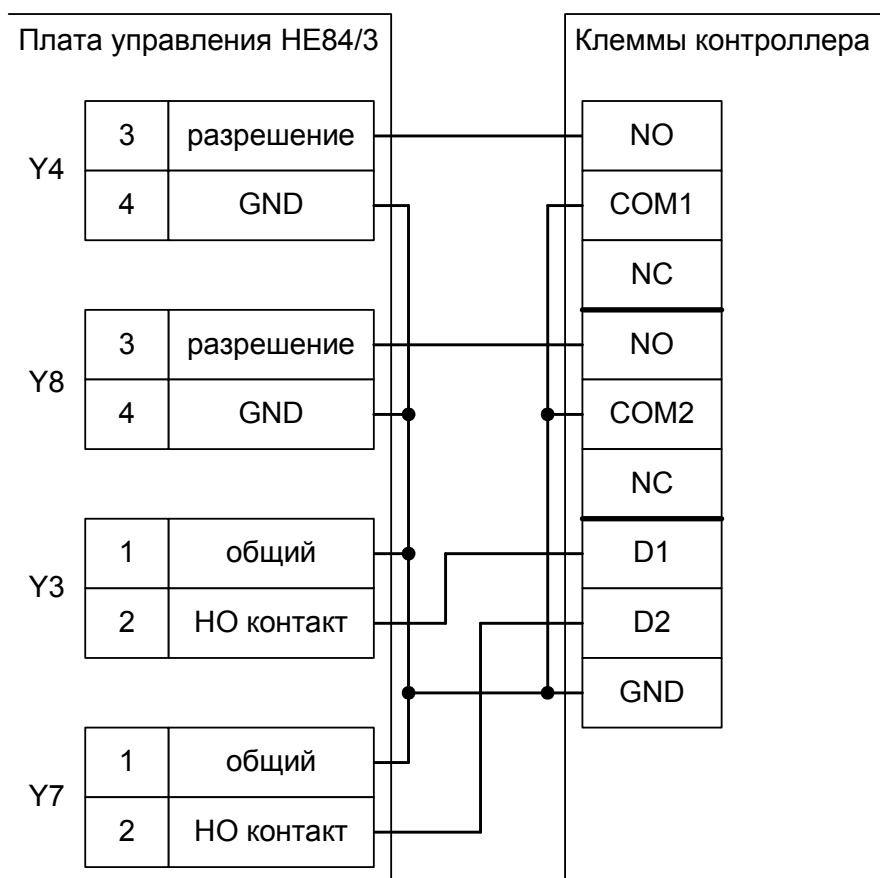 Плата управления НЕ84/3
Клеммы контроллера
Y4
3 разрешение
4 GND
Y8
3 разрешение
4 GND
Y3
1 общий
2 НО контакт
Y7
1 общий
2 НО контакт
NO
COM1
NC
NO
COM2
NC
D1
D2
GND